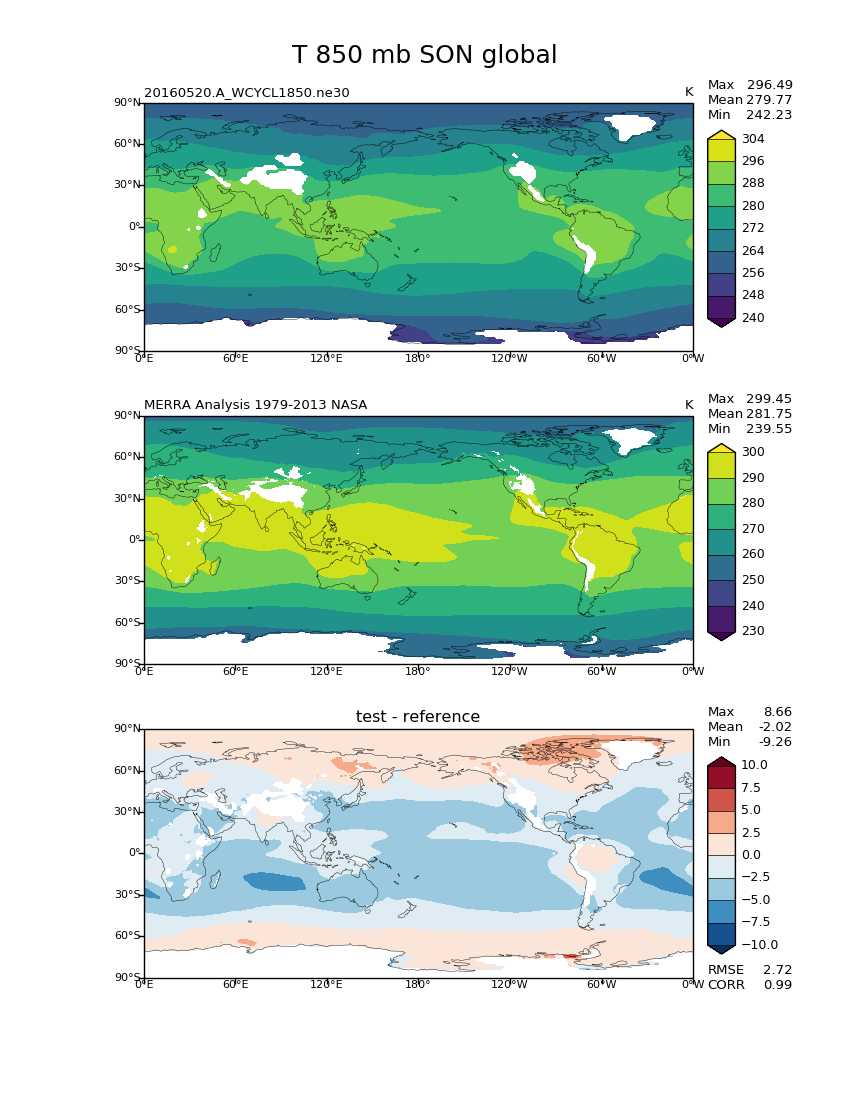 T 850 mb SON global
20160520.A_WCYCL1850.ne30 K
Max 296.49
Mean 279.77
Min 242.23
90°N
60°N
30°N
0°
30°S
60°S
90°S
0°E 60°E 120°E 180° 120°W 60°W 0°W
304
296
288
280
272
264
256
248
240
MERRA Analysis 1979-2013 NASA K
Max 299.45
Mean 281.75
Min 239.55
90°N
60°N
30°N
0°
30°S
60°S
90°S
0°E 60°E 120°E 180° 120°W 60°W 0°W
300
290
280
270
260
250
240
230
test - reference
Max 8.66
Mean -2.02
Min -9.26
90°N
60°N
30°N
0°
30°S
60°S
90°S
0°E 60°E 120°E 180° 120°W 60°W 0°W
10.0
7.5
5.0
2.5
0.0
−2.5
−5.0
−7.5
−10.0
RMSE 2.72
CORR 0.99